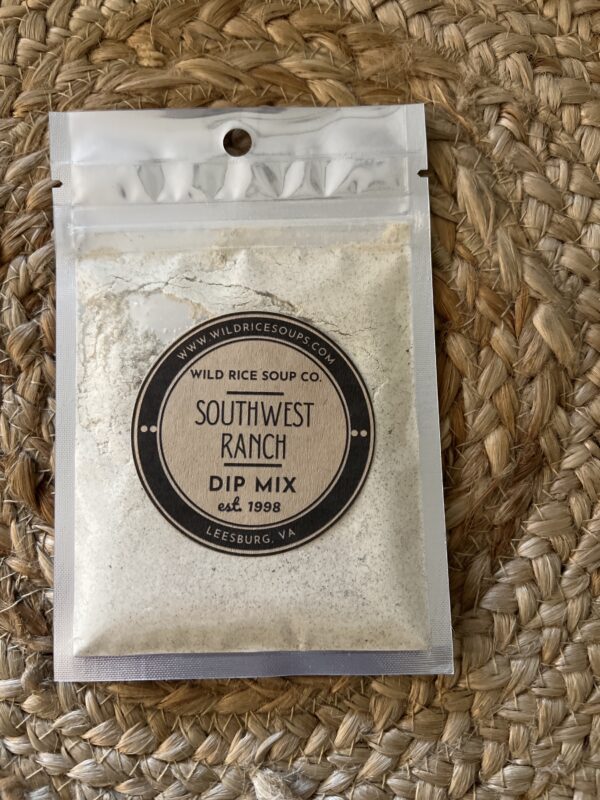 WWW.WILDRICESOUPS.COM
WILD RICE SOUP CO.
SOUTHWEST
RANCH
DIP MIX
est. 1998
LEESBURG, VA